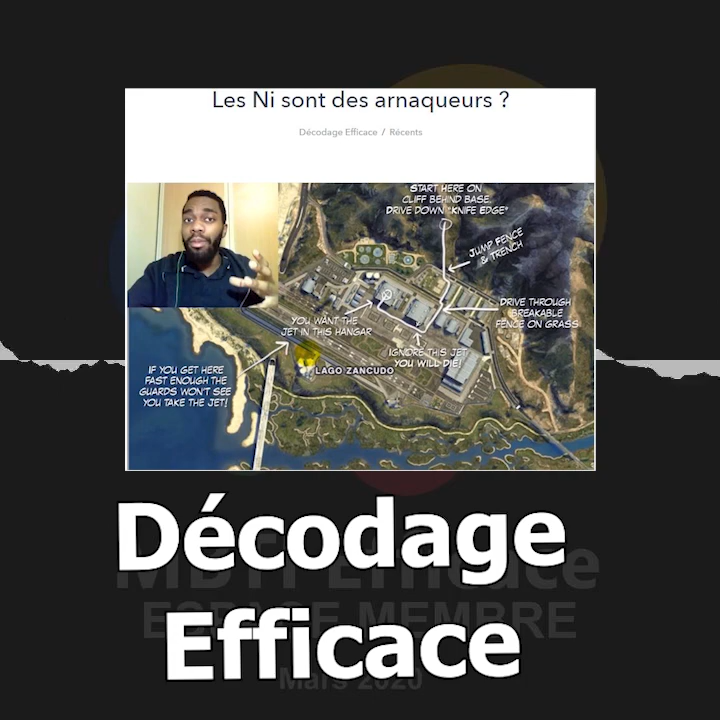 Les Ni sont des arnaqueurs ?
Décodage Efficace / Récents
START HERE ON
CLIFF BEHIND BASE.
DRIVE DOWN "KNIFE EDGE"
JUMP FENCE
& TRENCH
DRIVE THROUGH
BREAKABLE
FENCE ON GRASS
YOU WANT THE
JET IN THIS HANGAR
IGNORE THIS JET
YOU WILL DIE!
LAGO ZANCUDO
IF YOU GET HERE
FAST ENOUGH THE
GUARDS WON'T SEE
YOU TAKE THE JET!
Décodage
MBTI Efficace
ESPACE MEMBRE
Efficace
Mars 2020